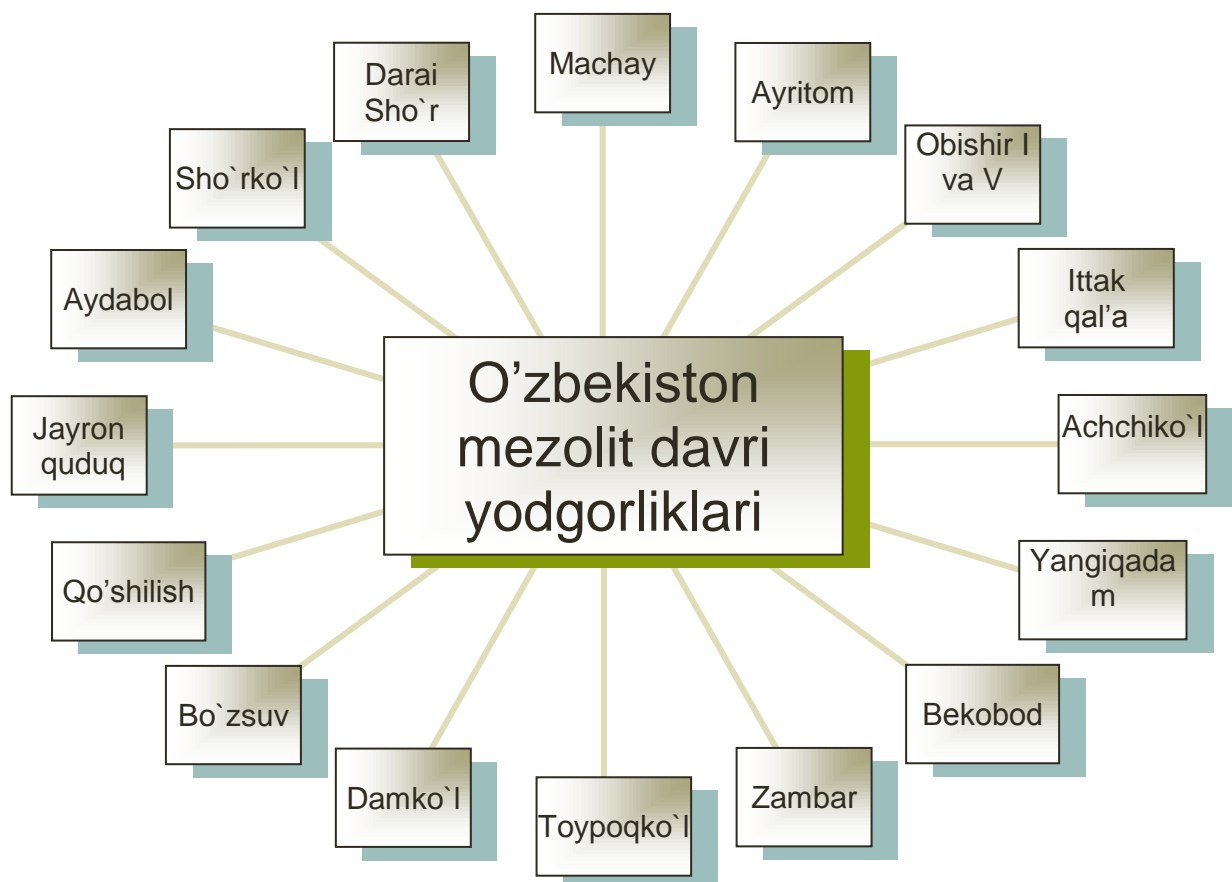 Machay
Darai
Sho`r
Ayritom
Obishir I
va V
Sho`rko`l
Ittak
qal’a
Aydabol
O’zbekiston
mezolit davri
yodgorliklari
Jayron
quduq
Achchiko`l
Qo’shilish
Yangiqada
m
Bo`zsuv
Bekobod
Damko`l
Toypoqko`l
Zambar